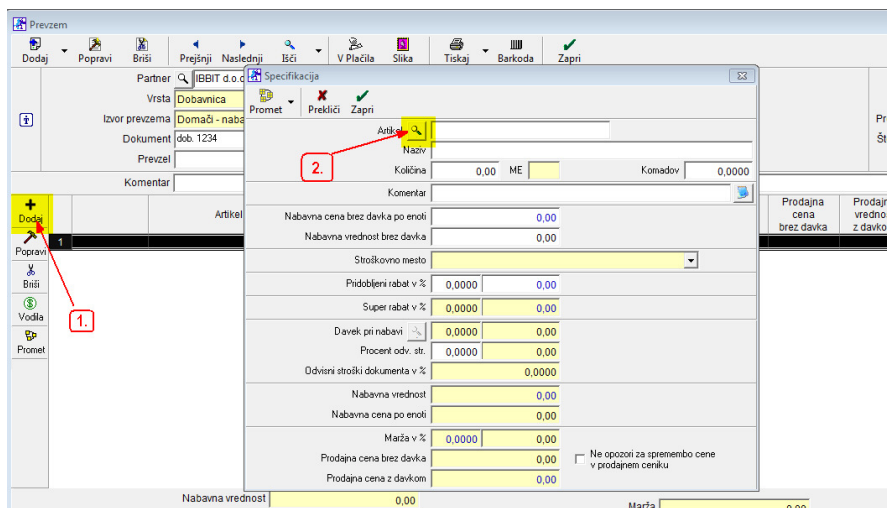 Prevzem
Dodaj Popravi Briši Prejšnji Naslednji Išči V Plačila Slika Tiskaj Barkoda Zapri
Partner IBBIT d.o.o
Vrsta Dobavnica
Izvor prevzema Domači - naba
Dokument dob. 1234
Prevzel
Komentar
Dodaj
Popravi
Briši
Vodila
Promet
1.
Artikel
1
Specifikacija
Promet Prekliči Zapri
Artikel
2.
Naziv
Količina 0,00 ME Komadov 0,0000
Komentar
Nabavna cena brez davka po enoti 0,00
Nabavna vrednost brez davka 0,00
Stroškovno mesto
Pridobljeni rabat v % 0,0000 0,00
Super rabat v % 0,0000 0,00
Davek pri nabavi 0,0000 0,00
Procent odv. str. 0,0000 0,00
Odvisni stroški dokumenta v % 0,0000
Nabavna vrednost 0,00
Nabavna cena po enoti 0,00
Marža v % 0,0000 0,00
Prodajna cena brez davka 0,00
Prodajna cena z davkom 0,00
Ne opozori za spremembo cene
v prodajnem ceniku
Pr
Št
Prodajna
cena
brez davka
Prodajn
vredno
z davko
Nabavna vrednost 0,00
Marža 0,00